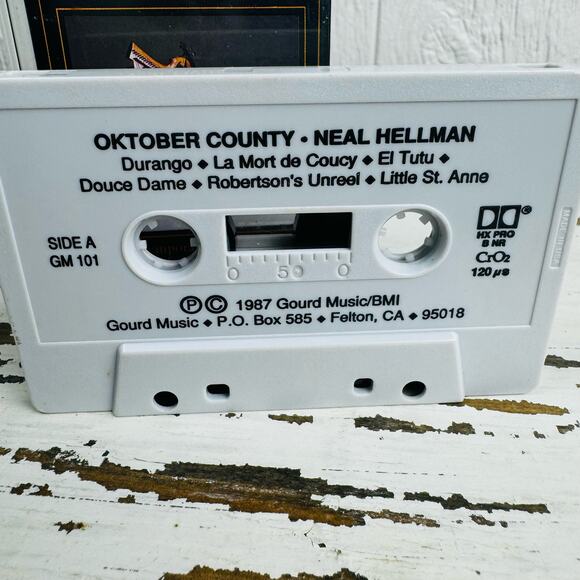 OKTOBER COUNTY • NEAL HELLMAN
Durango ◆ La Mort de Coucy ◆ El Tutu ◆
Douce Dame ◆ Robertson's Unreel ◆ Little St. Anne
SIDE A
GM 101
0 50 0
HX PRO
B NR
CrO₂
120 µs
Ⓟ© 1987 Gourd Music/BMI
Gourd Music ◆ P.O. Box 585 ◆ Felton, CA ◆ 95018